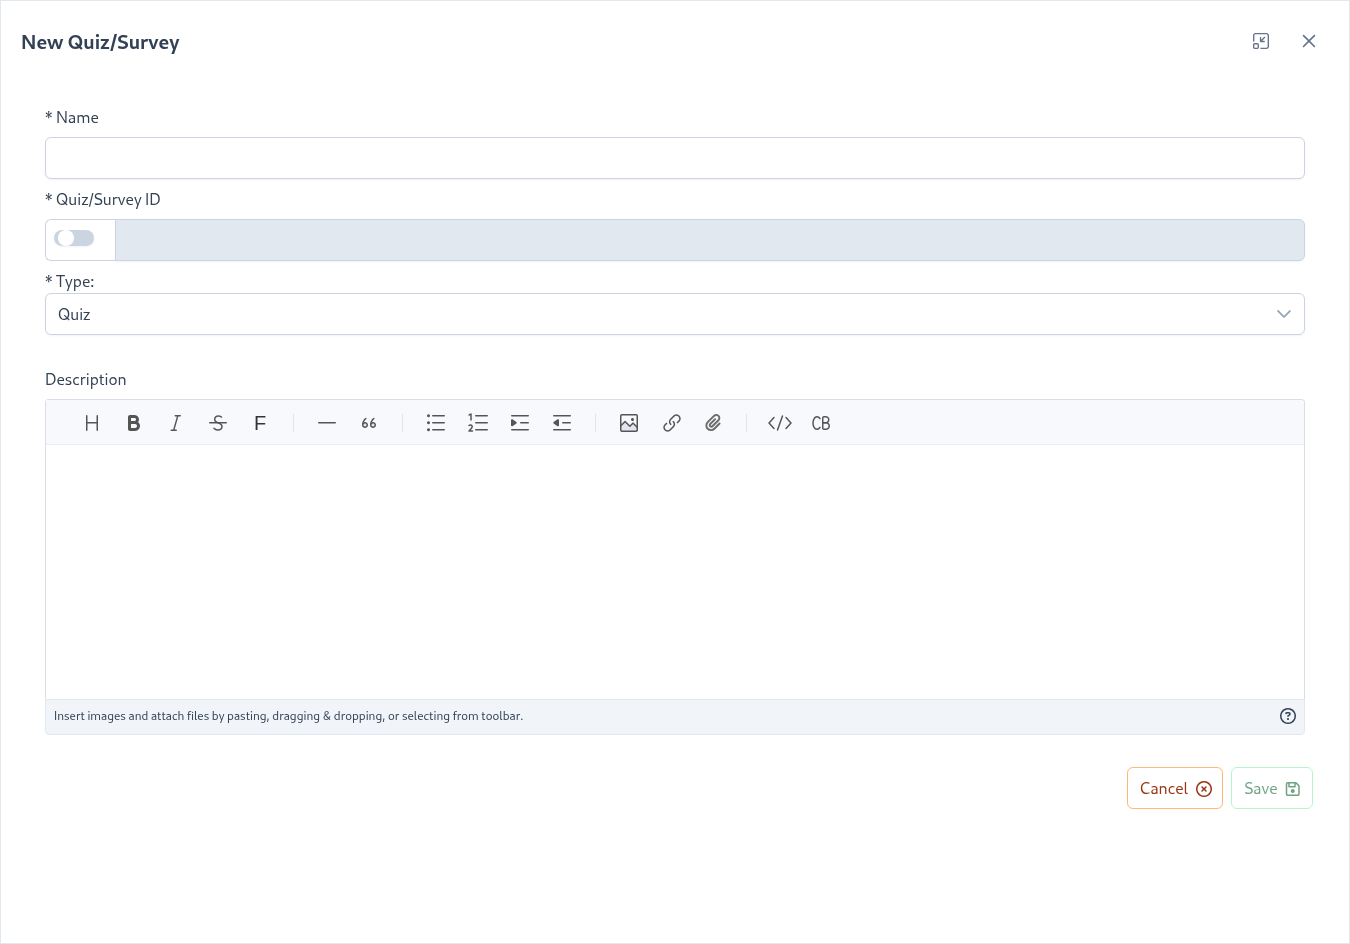 New Quiz/Survey
* Name
* Quiz/Survey ID
* Type:
Quiz
Description
H B I S F 66 CB
Insert images and attach files by pasting, dragging & dropping, or selecting from toolbar.
Cancel Save